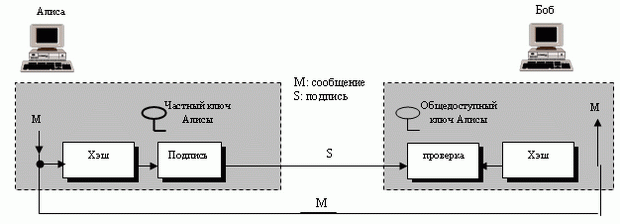 Алиса
Боб
М: сообщение
S: подпись
Частный ключ
Алисы
Общедоступный
ключ Алисы
М
М
Хэш
Подпись
S
проверка
Хэш
М